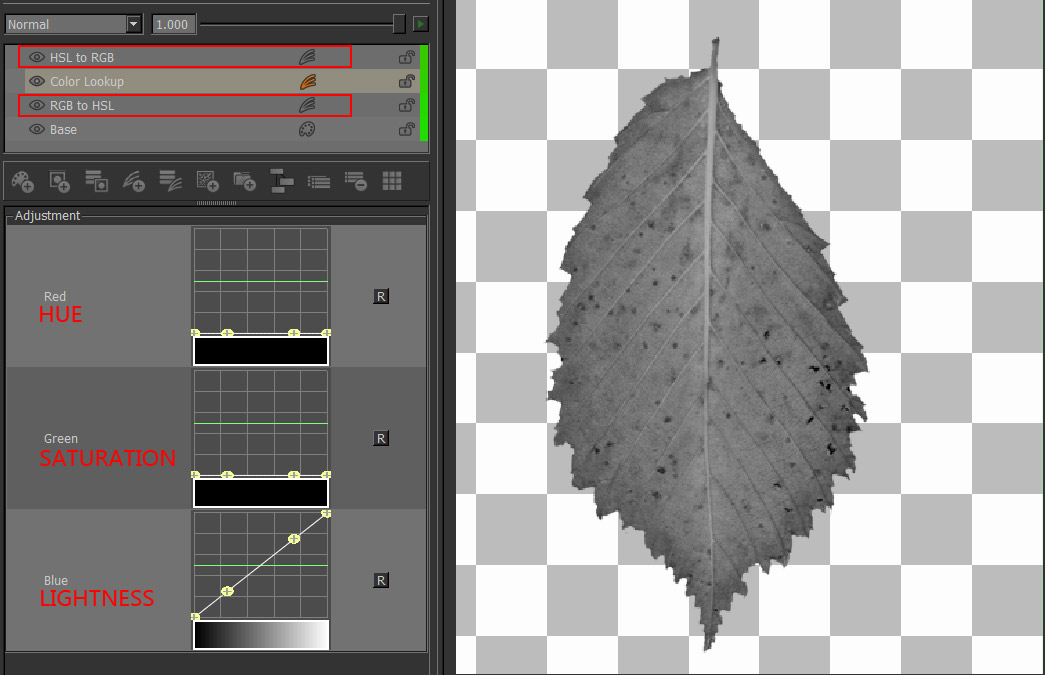 Normal
1.000
HSL to RGB
Color Lookup
RGB to HSL
Base
Adjustment
Red
HUE
R
Green
SATURATION
R
Blue
LIGHTNESS
R